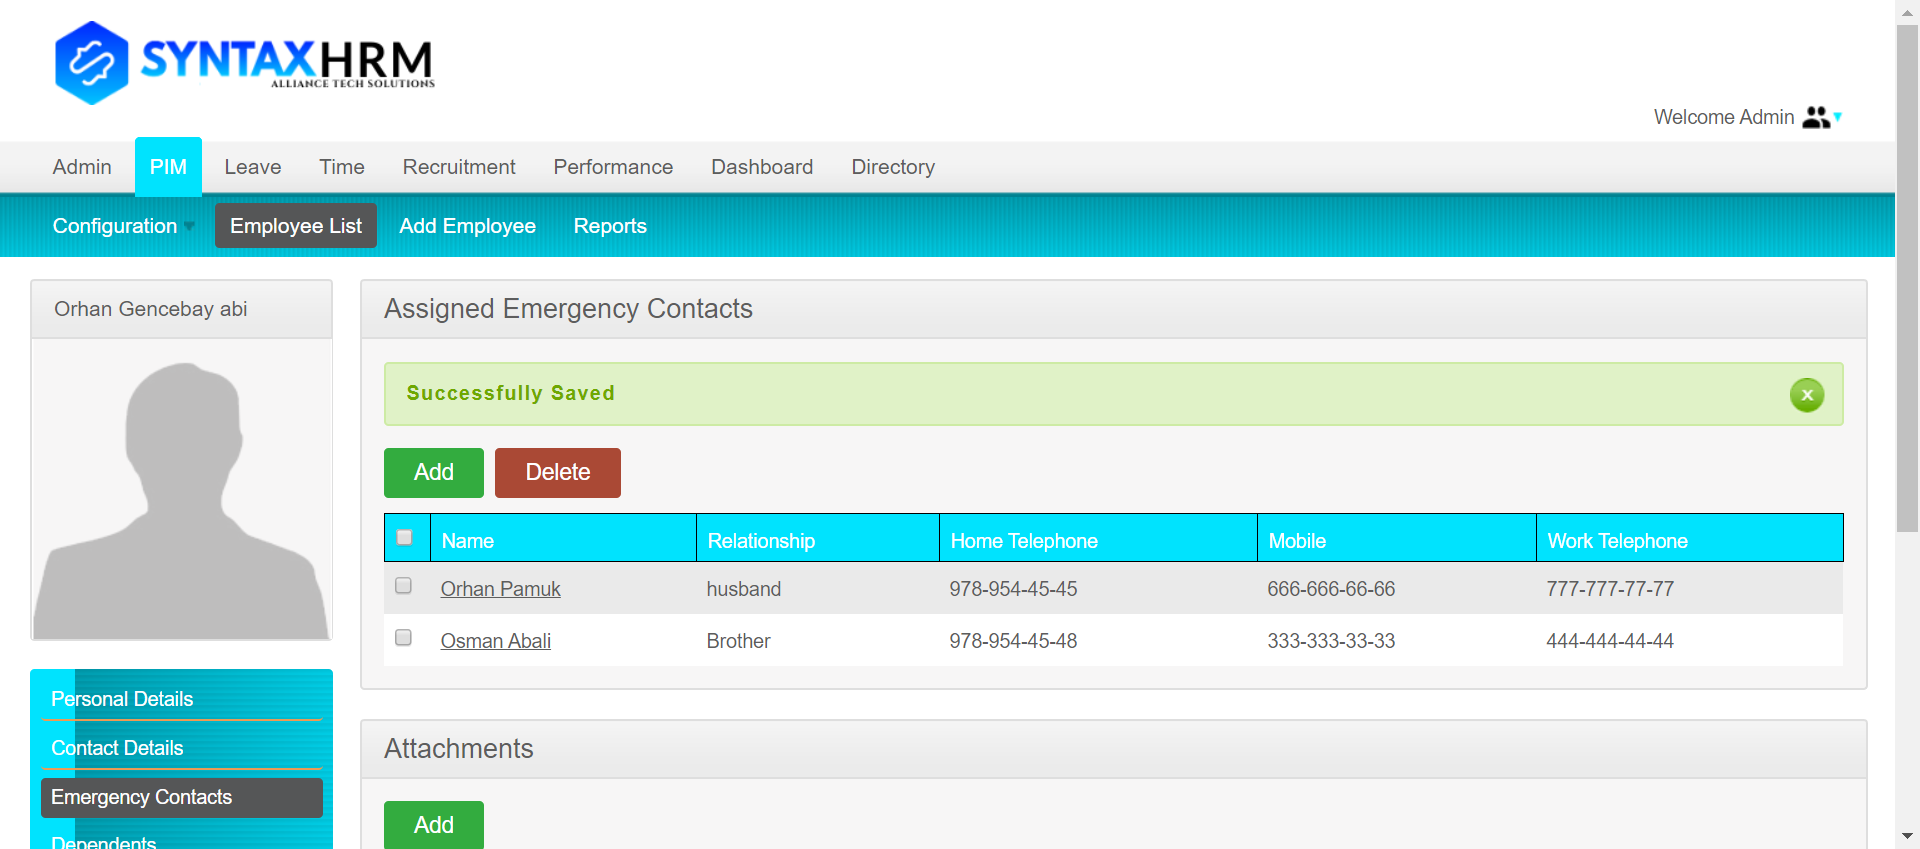 SYNTAXHRM
ALLIANCE TECH SOLUTIONS
Welcome Admin
Admin PIM Leave Time Recruitment Performance Dashboard Directory
Configuration Employee List Add Employee Reports
Orhan Gencebay abi
Assigned Emergency Contacts
Successfully Saved x
Add Delete
Name Relationship Home Telephone Mobile Work Telephone
Orhan Pamuk husband 978-954-45-45 666-666-66-66 777-777-77-77
Osman Abali Brother 978-954-45-48 333-333-33-33 444-444-44-44
Personal Details
Contact Details
Emergency Contacts
Dependents
Attachments
Add